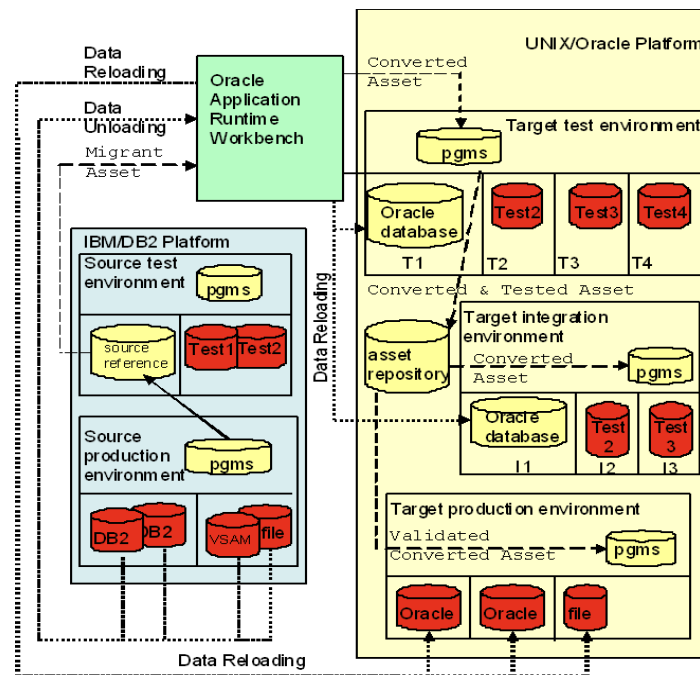 Data
Reloading
Data
Unloading
Migrant
Asset
Oracle
Application
Runtime
Workbench
Converted
Asset
UNIX/Oracle Platform
Target test environment
pgms
Oracle
database
Test2
Test3
Test4
T1
T2
T3
T4
Converted & Tested Asset
Data Reloading
IBM/DB2 Platform
Source test
environment
pgms
source
reference
Test1
Test2
Source
production
environment
pgms
DB2
DB2
VSAM
file
asset
repository
Target integration
environment
Converted
Asset
pgms
Oracle
database
Test
2
Test
3
I1
I2
I3
Target production environment
Validated
Converted Asset
pgms
Oracle
Oracle
file
Data Reloading